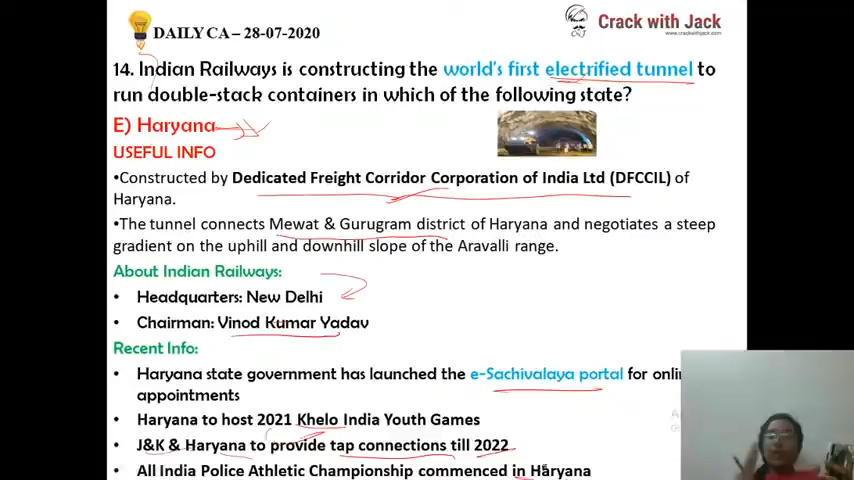 DAILY CA – 28-07-2020
Crack with Jack
www.crackwithjack.com
14. Indian Railways is constructing the world's first electrified tunnel to
run double-stack containers in which of the following state?
E) Haryana
USEFUL INFO
•Constructed by Dedicated Freight Corridor Corporation of India Ltd (DFCCIL) of
Haryana.
•The tunnel connects Mewat & Gurugram district of Haryana and negotiates a steep
gradient on the uphill and downhill slope of the Aravalli range.
About Indian Railways:
• Headquarters: New Delhi
• Chairman: Vinod Kumar Yadav
Recent Info:
• Haryana state government has launched the e-Sachivalaya portal for onlin
appointments
• Haryana to host 2021 Khelo India Youth Games
• J&K & Haryana to provide tap connections till 2022
• All India Police Athletic Championship commenced in Haryana